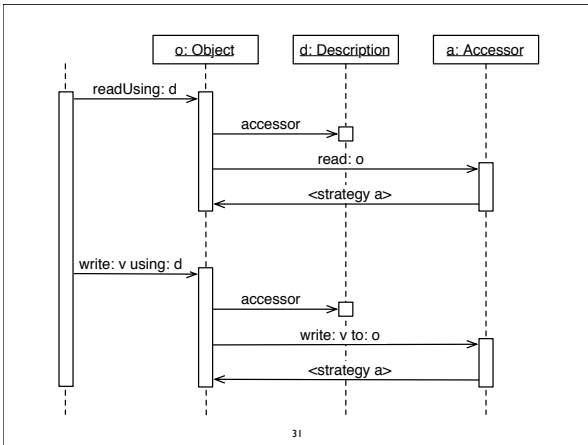 o: Object
d: Description
a: Accessor
readUsing: d
accessor
read: o
<strategy a>
write: v using: d
accessor
write: v to: o
<strategy a>
31